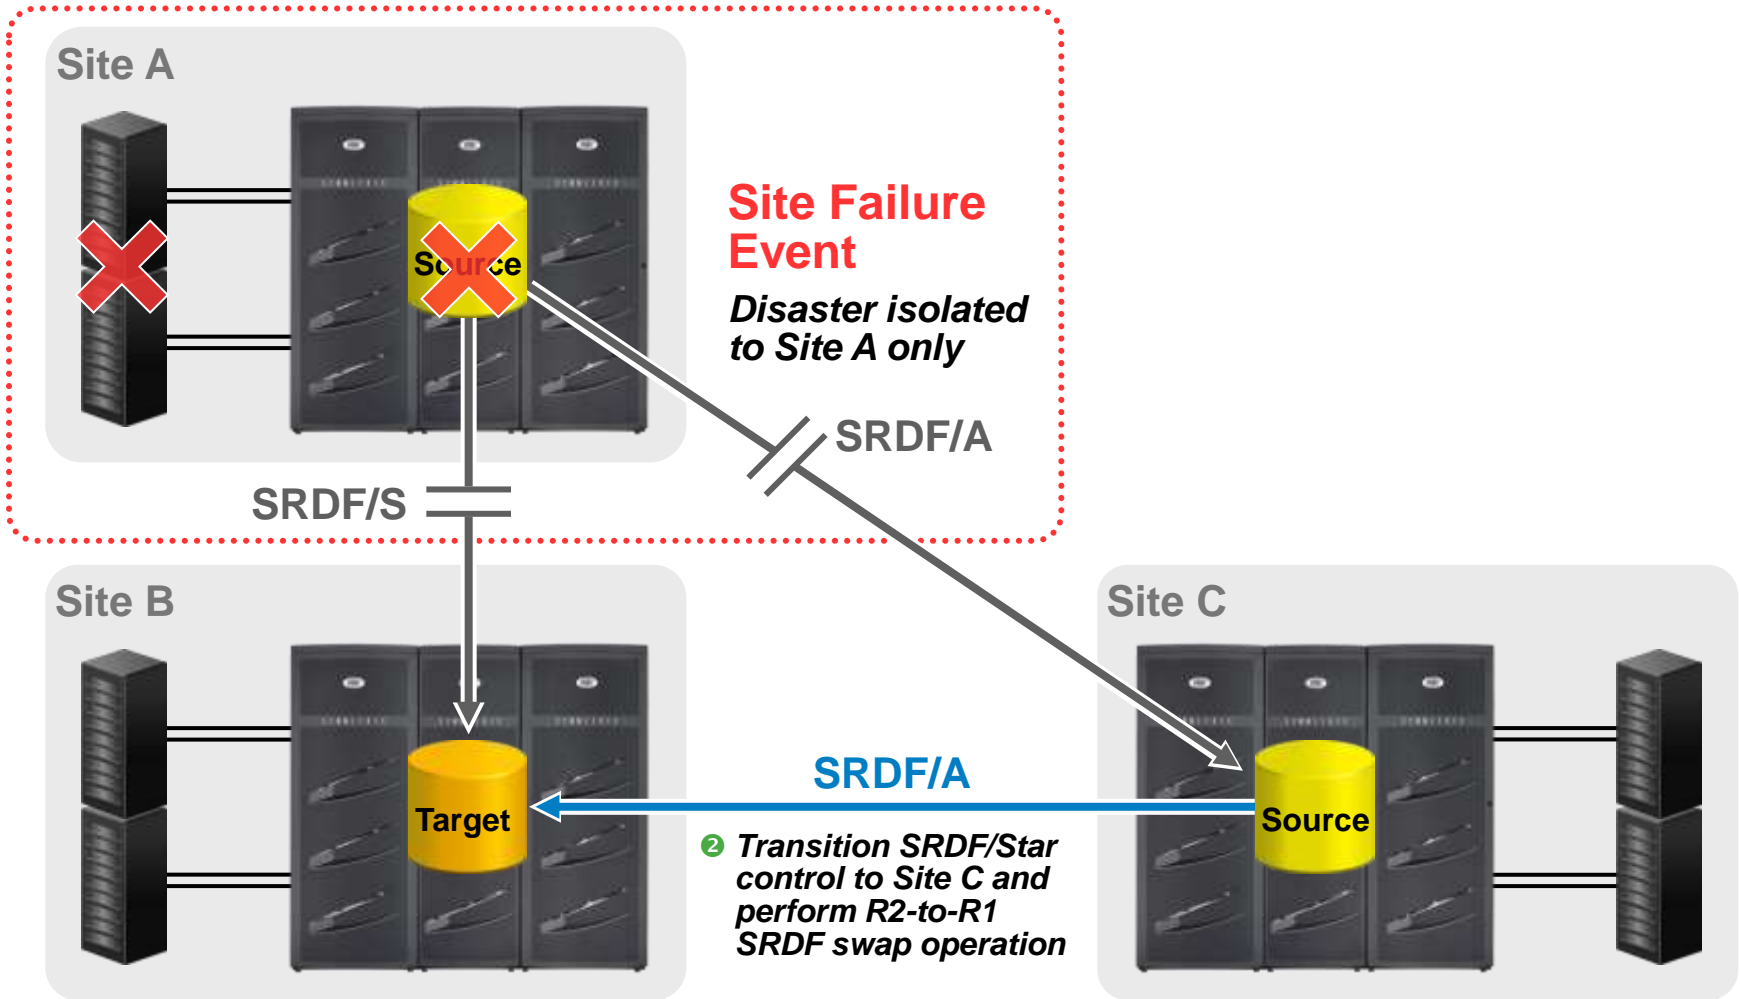 Site A
Source
Site Failure
Event
Disaster isolated
to Site A only
SRDF/A
SRDF/S
Site B
Site C
Target
SRDF/A
Source
❷ Transition SRDF/Star
control to Site C and
perform R2-to-R1
SRDF swap operation